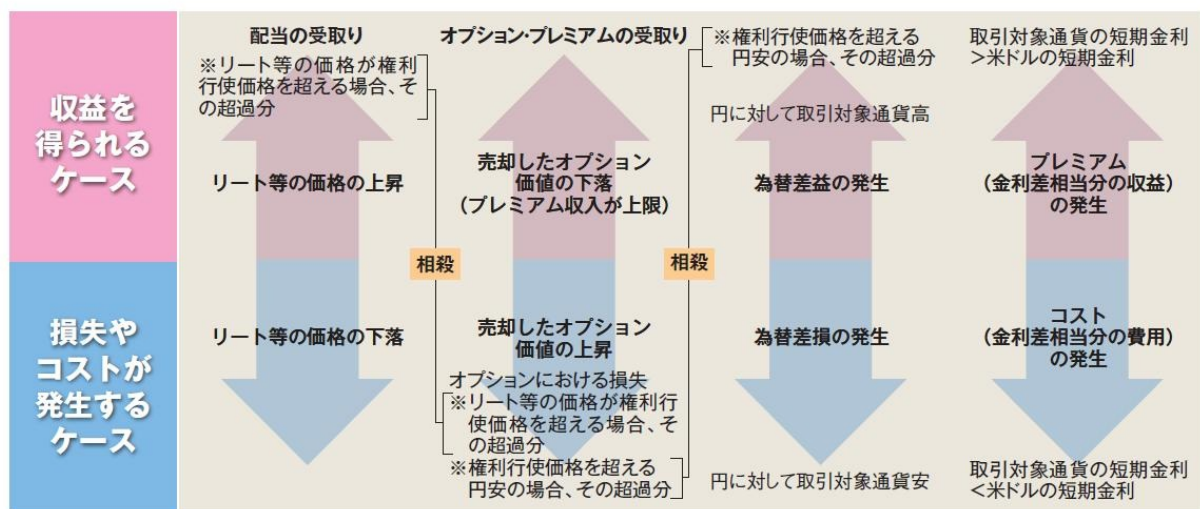 収益を
得られる
ケース
配当の受取り
※リート等の価格が権利
行使価格を超える場合、そ
の超過分
リート等の価格の上昇
オプション・プレミアムの受取り
売却したオプション
価値の下落
(プレミアム収入が上限)
※権利行使価格を超える
円安の場合、その超過分
円に対して取引対象通貨高
為替差益の発生
取引対象通貨の短期金利
>米ドルの短期金利
プレミアム
(金利差相当分の収益)
の発生
相殺
相殺
損失や
コストが
発生する
ケース
リート等の価格の下落
売却したオプション
価値の上昇
オプションにおける損失
※リート等の価格が権利行
使価格を超える場合、そ
の超過分
※権利行使価格を超える
円安の場合、その超過分
為替差損の発生
円に対して取引対象通貨安
コスト
(金利差相当分の費用)
の発生
取引対象通貨の短期金利
<米ドルの短期金利